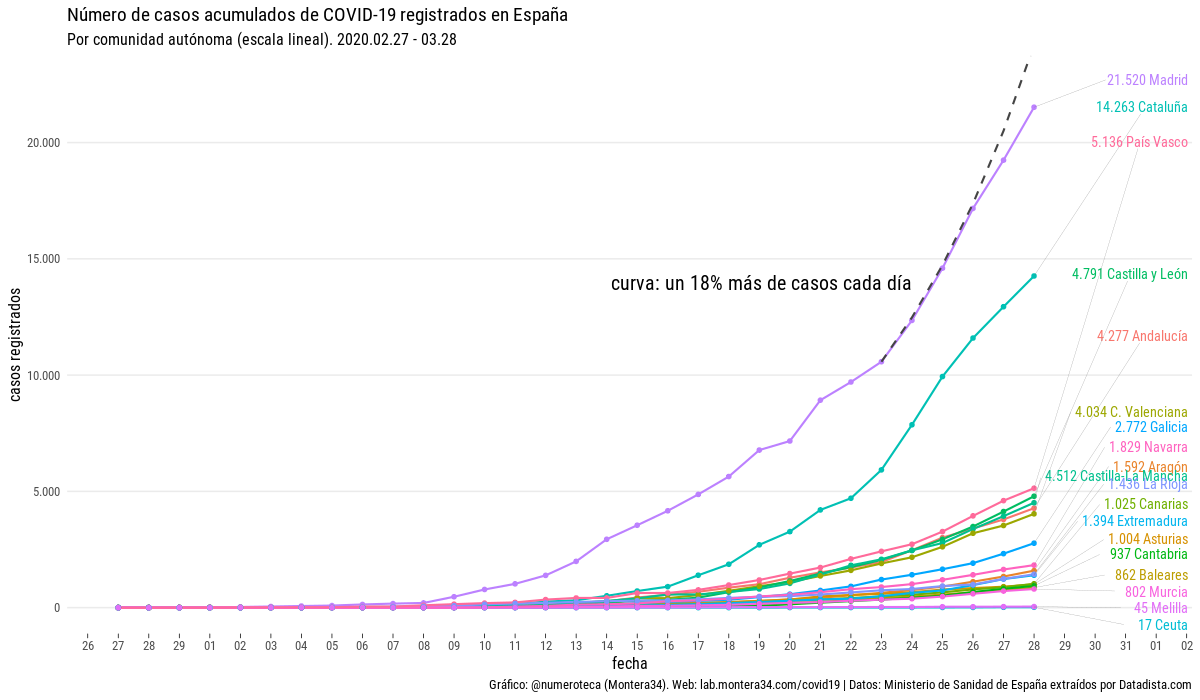 Número de casos acumulados de COVID-19 registrados en España
Por comunidad autónoma (escala lineal). 2020.02.27 - 03.28
21.520 Madrid
14.263 Cataluña
5.136 País Vasco
4.791 Castilla y León
4.277 Andalucía
4.034 C. Valenciana
2.772 Galicia
1.829 Navarra
1.592 Aragón
4.512 Castilla-La Mancha
1.436 La Rioja
1.025 Canarias
1.394 Extremadura
1.004 Asturias
937 Cantabria
862 Baleares
802 Murcia
45 Melilla
17 Ceuta
curva: un 18% más de casos cada día
casos registrados
20.000
15.000
10.000
5.000
0
26 27 28 29 01 02 03 04 05 06 07 08 09 10 11 12 13 14 15 16 17 18 19 20 21 22 23 24 25 26 27 28 29 30 31 01 02
fecha
Gráfico: @numeroteca (Montera34). Web: lab.montera34.com/covid19 | Datos: Ministerio de Sanidad de España extraídos por Datadista.com